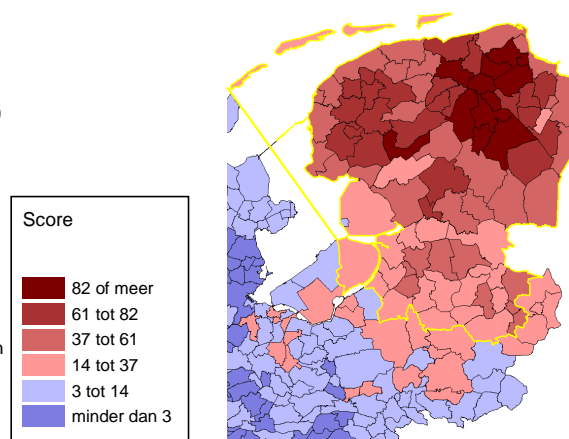 )
Score
82 of meer
61 tot 82
37 tot 61
14 tot 37
n
3 tot 14
minder dan 3